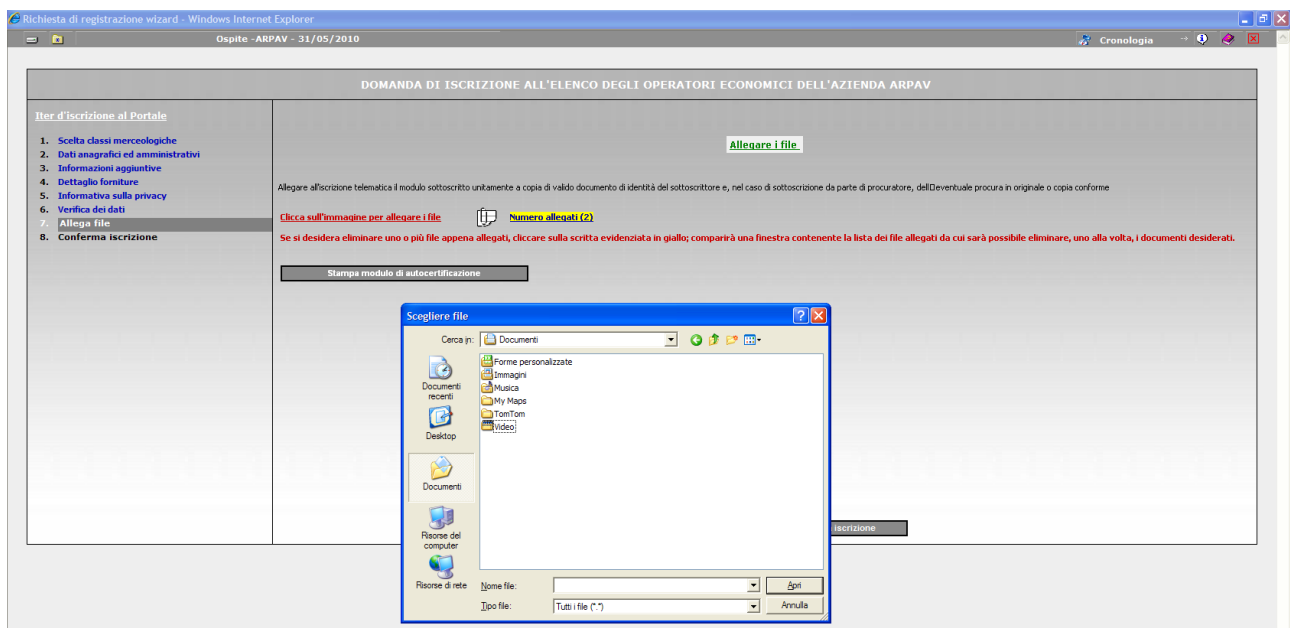 Richiesta di registrazione wizard - Windows Internet Explorer
Ospite -ARPAV - 31/05/2010
Cronologia
DOMANDA DI ISCRIZIONE ALL'ELENCO DEGLI OPERATORI ECONOMICI DELL'AZIENDA ARPAV
Iter d'iscrizione al Portale
1. Scelta classi merceologiche
2. Dati anagrafici ed amministrativi
3. Informazioni aggiuntive
4. Dettaglio forniture
5. Informativa sulla privacy
6. Verifica dei dati
7. Allega file
8. Conferma iscrizione
Allegare i file
Allegare all'iscrizione telematica il modulo sottoscritto unitamente a copia di valido documento di identità del sottoscrittore e, nel caso di sottoscrizione da parte di procuratore, dell□eventuale procura in originale o copia conforme
Clicca sull'immagine per allegare i file
Numero allegati (2)
Se si desidera eliminare uno o più file appena allegati, cliccare sulla scritta evidenziata in giallo; comparirà una finestra contenente la lista dei file allegati da cui sarà possibile eliminare, uno alla volta, i documenti desiderati.
Stampa modulo di autocertificazione
Scegliere file
Cerca in: Documenti
Forme personalizzate
Immagini
Musica
My Maps
TomTom
Video
Documenti recenti
Desktop
Documenti
Risorse del computer
Risorse di rete
Nome file:
Apri
Tipo file: Tutti i file (*.*)
Annulla
iscrizione